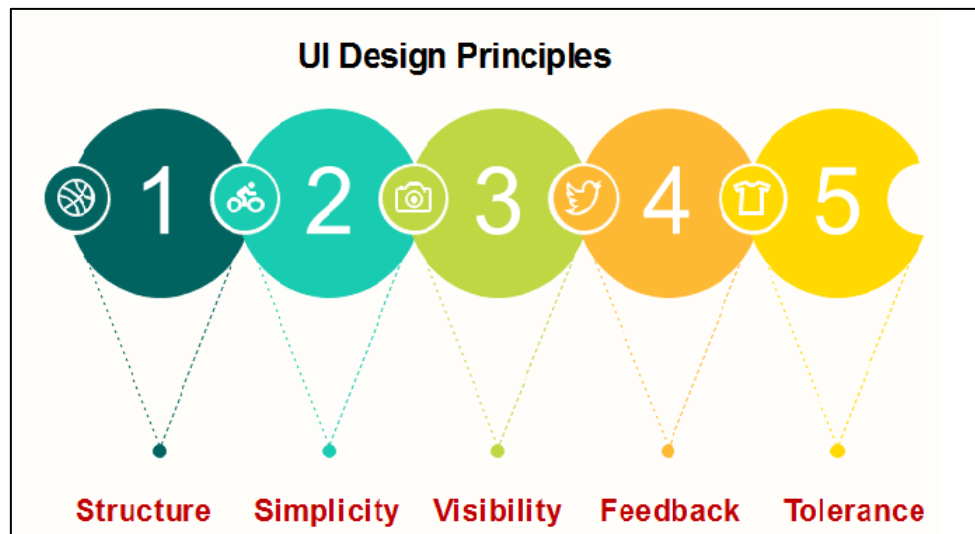 UI Design Principles
1 2 3 4 5
Structure Simplicity Visibility Feedback Tolerance